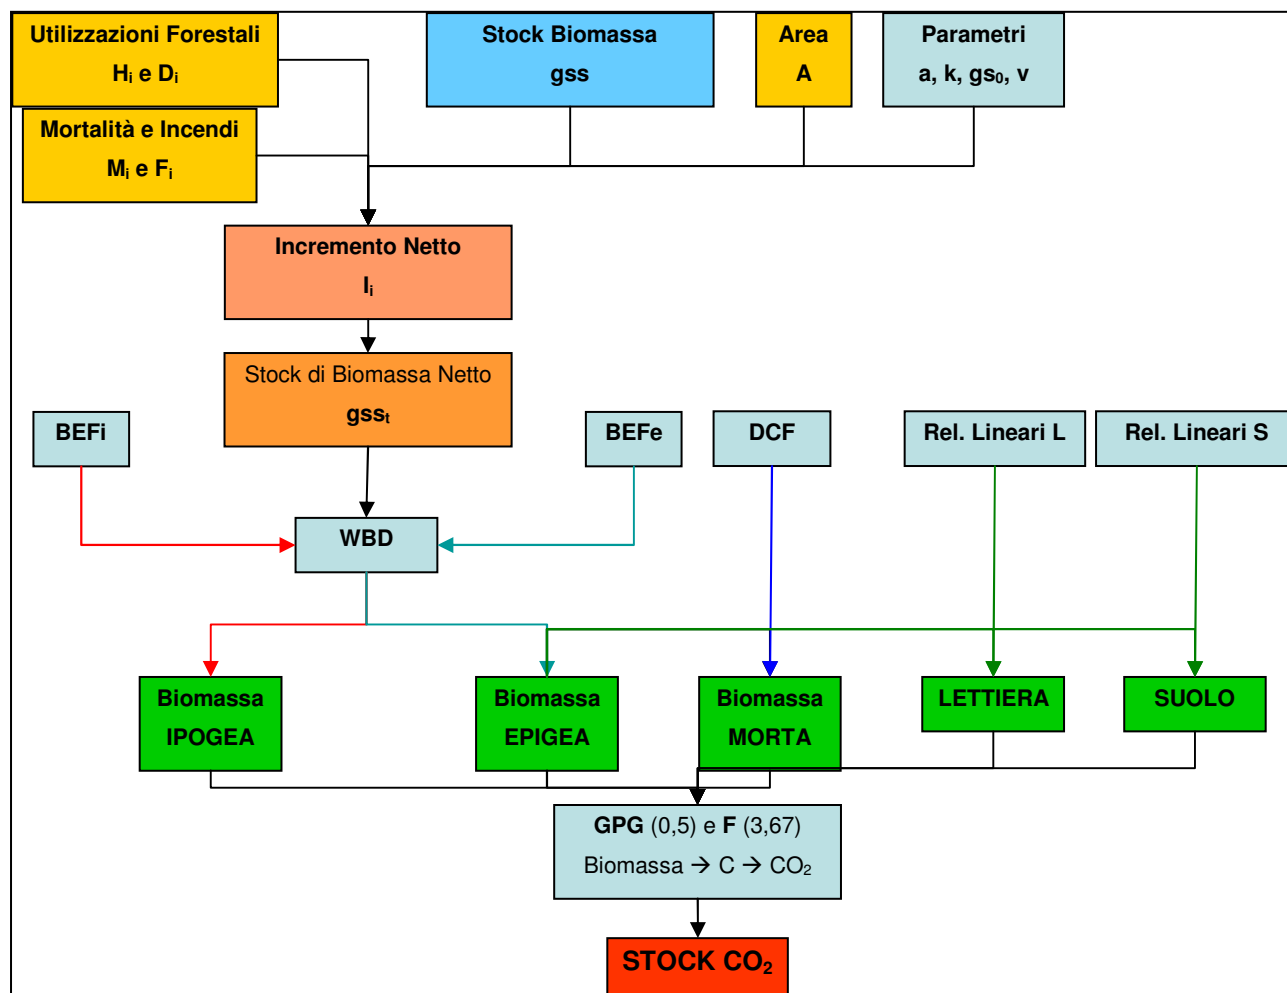 Utilizzazioni Forestali
Hᵢ e Dᵢ
Stock Biomassa
gss
Area
A
Parametri
a, k, gs₀, v
Mortalità e Incendi
Mᵢ e Fᵢ
Incremento Netto
Iᵢ
Stock di Biomassa Netto
gssₜ
BEFi
BEFe
DCF
Rel. Lineari L
Rel. Lineari S
WBD
Biomassa
IPOGEA
Biomassa
EPIGEA
Biomassa
MORTA
LETTIERA
SUOLO
GPG (0,5) e F (3,67)
Biomassa → C → CO₂
STOCK CO₂